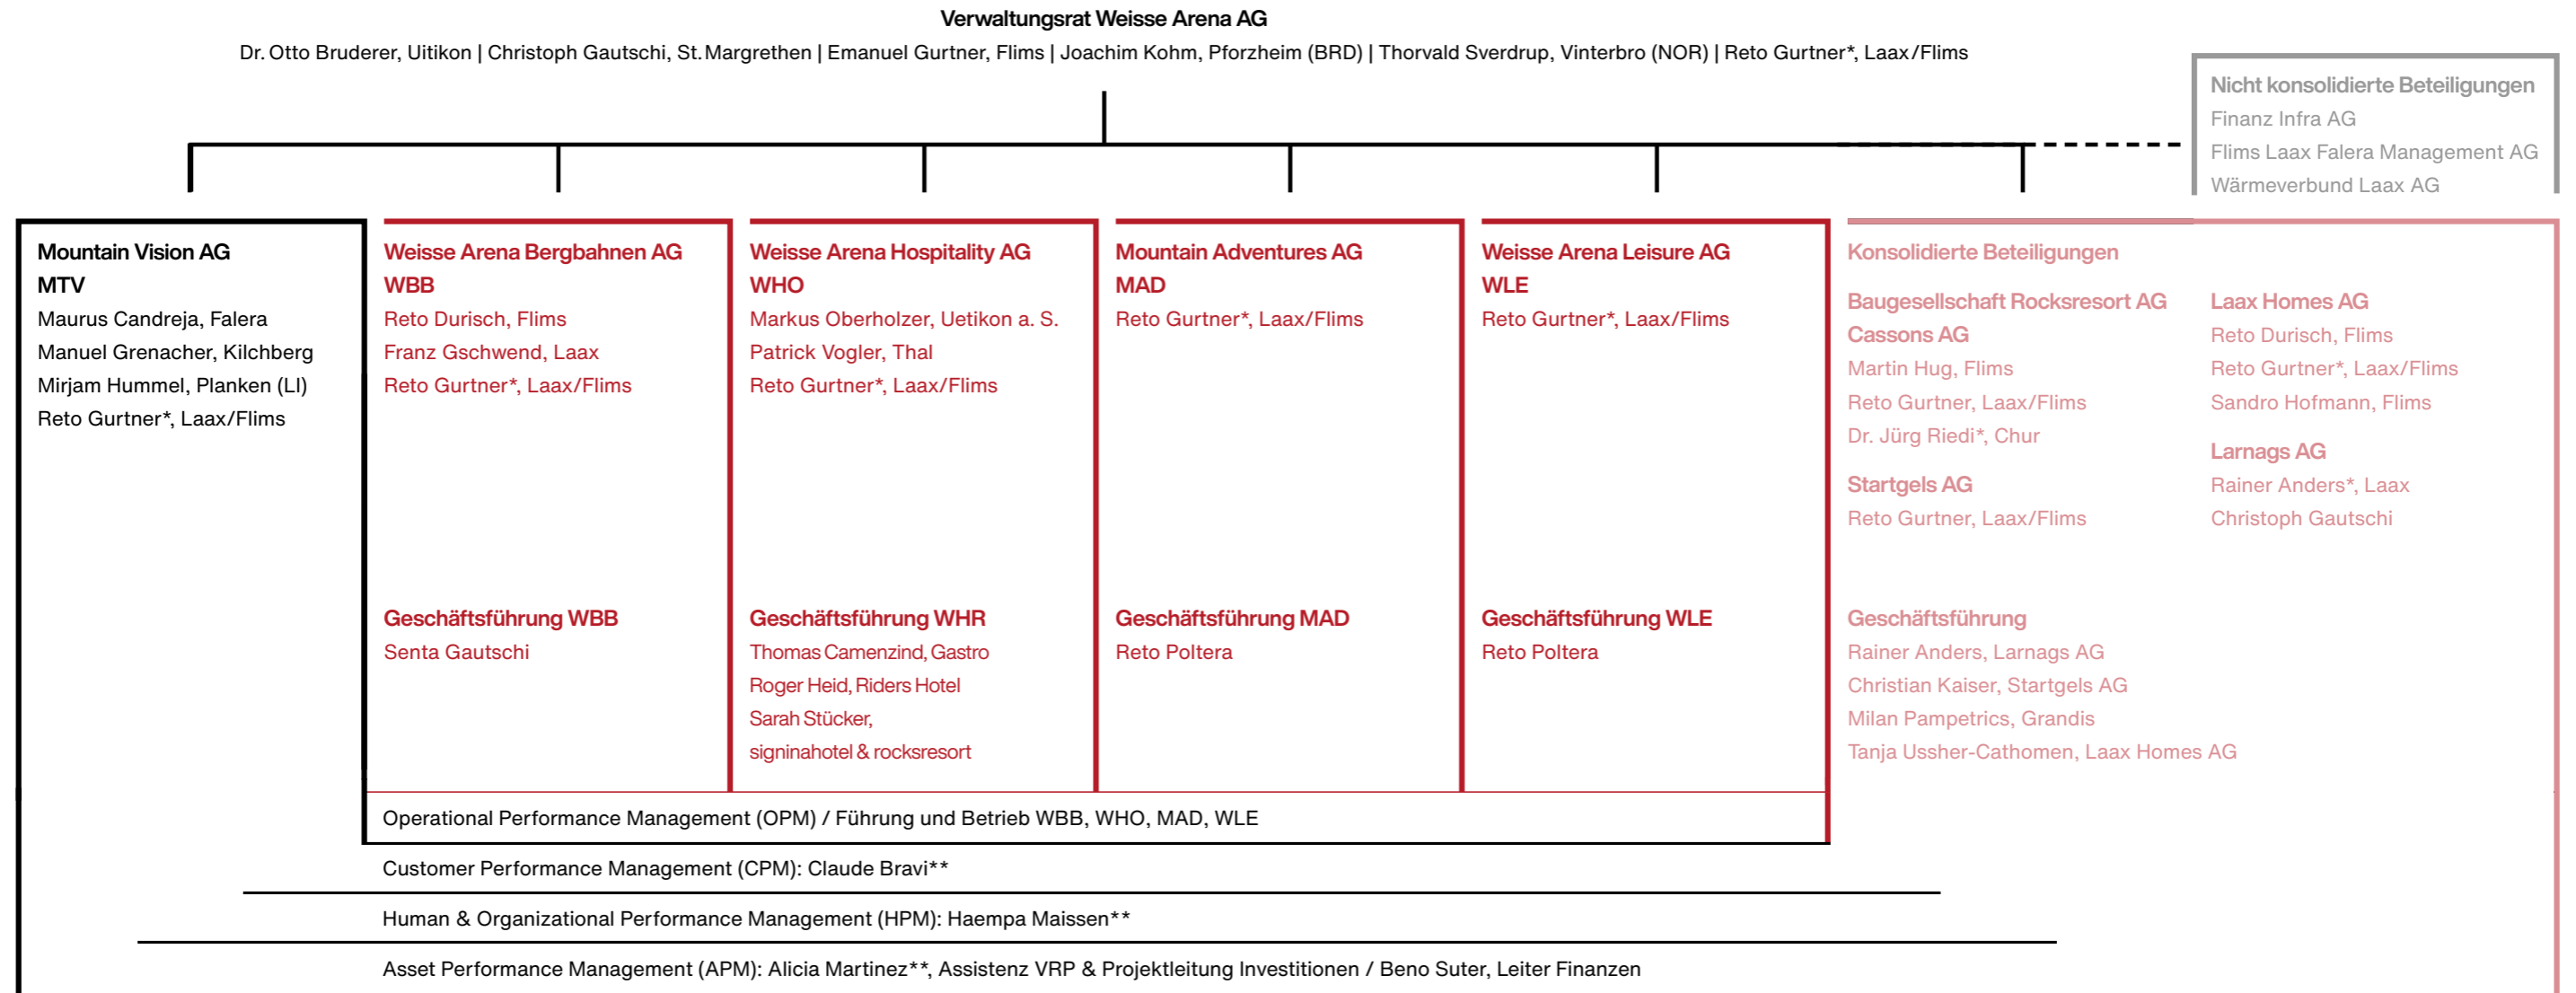 Verwaltungsrat Weisse Arena AG
Dr. Otto Bruderer, Uitikon | Christoph Gautschi, St. Margrethen | Emanuel Gurtner, Flims | Joachim Kohm, Pforzheim (BRD) | Thorvald Sverdrup, Vinterbro (NOR) | Reto Gurtner*, Laax/Flims
Nicht konsolidierte Beteiligungen
Finanz Infra AG
Flims Laax Falera Management AG
Wärmeverbund Laax AG
Mountain Vision AG
MTV
Maurus Candreja, Falera
Manuel Grenacher, Kilchberg
Mirjam Hummel, Planken (LI)
Reto Gurtner*, Laax/Flims
Weisse Arena Bergbahnen AG
WBB
Reto Durisch, Flims
Franz Gschwend, Laax
Reto Gurtner*, Laax/Flims
Geschäftsführung WBB
Senta Gautschi
Weisse Arena Hospitality AG
WHO
Markus Oberholzer, Uetikon a. S.
Patrick Vogler, Thal
Reto Gurtner*, Laax/Flims
Geschäftsführung WHR
Thomas Camenzind, Gastro
Roger Heid, Riders Hotel
Sarah Stücker,
signinahotel & rocksresort
Mountain Adventures AG
MAD
Reto Gurtner*, Laax/Flims
Geschäftsführung MAD
Reto Poltera
Weisse Arena Leisure AG
WLE
Reto Gurtner*, Laax/Flims
Geschäftsführung WLE
Reto Poltera
Konsolidierte Beteiligungen
Baugesellschaft Rocksresort AG
Cassons AG
Martin Hug, Flims
Reto Gurtner, Laax/Flims
Dr. Jürg Riedi*, Chur
Startgels AG
Reto Gurtner, Laax/Flims
Laax Homes AG
Reto Durisch, Flims
Reto Gurtner*, Laax/Flims
Sandro Hofmann, Flims
Larnags AG
Rainer Anders*, Laax
Christoph Gautschi
Geschäftsführung
Rainer Anders, Larnags AG
Christian Kaiser, Startgels AG
Milan Pampetrics, Grandis
Tanja Ussher-Cathomen, Laax Homes AG
Operational Performance Management (OPM) / Führung und Betrieb WBB, WHO, MAD, WLE
Customer Performance Management (CPM): Claude Bravi**
Human & Organizational Performance Management (HPM): Haempa Maissen**
Asset Performance Management (APM): Alicia Martinez**, Assistenz VRP & Projektleitung Investitionen / Beno Suter, Leiter Finanzen